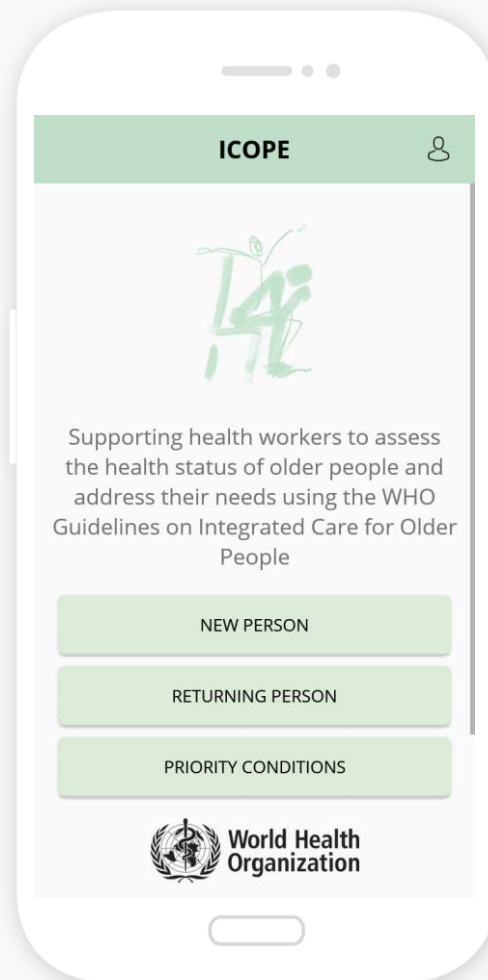 ICOPE
Supporting health workers to assess
the health status of older people and
address their needs using the WHO
Guidelines on Integrated Care for Older
People
NEW PERSON
RETURNING PERSON
PRIORITY CONDITIONS
World Health
Organization